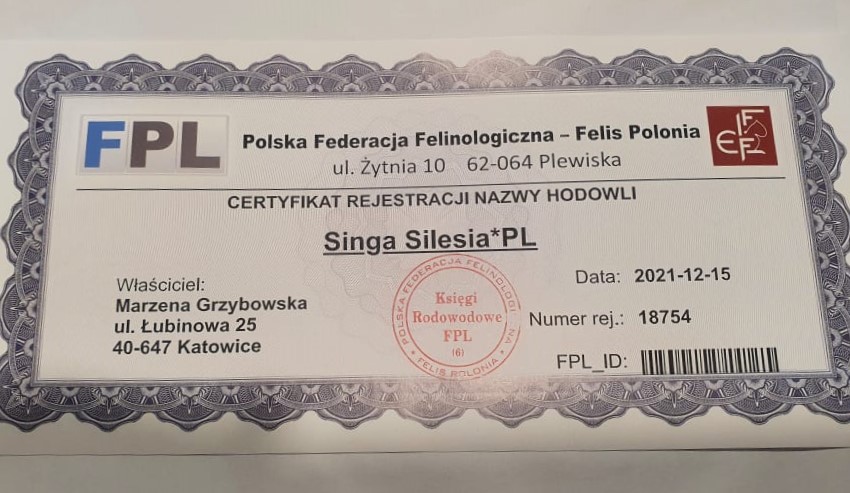 FPL
Polska Federacja Felinologiczna – Felis Polonia
FIFe
ul. Żytnia 10 62-064 Plewiska
CERTYFIKAT REJESTRACJI NAZWY HODOWLI
Singa Silesia*PL
Właściciel:
Marzena Grzybowska
ul. Łubinowa 25
40-647 Katowice
POLSKA FEDERACJA FELINOLOGICZNA
Księgi
Rodowodowe
FPL
(6)
• FELIS POLONIA •
Data: 2021-12-15
Numer rej.: 18754
FPL_ID: